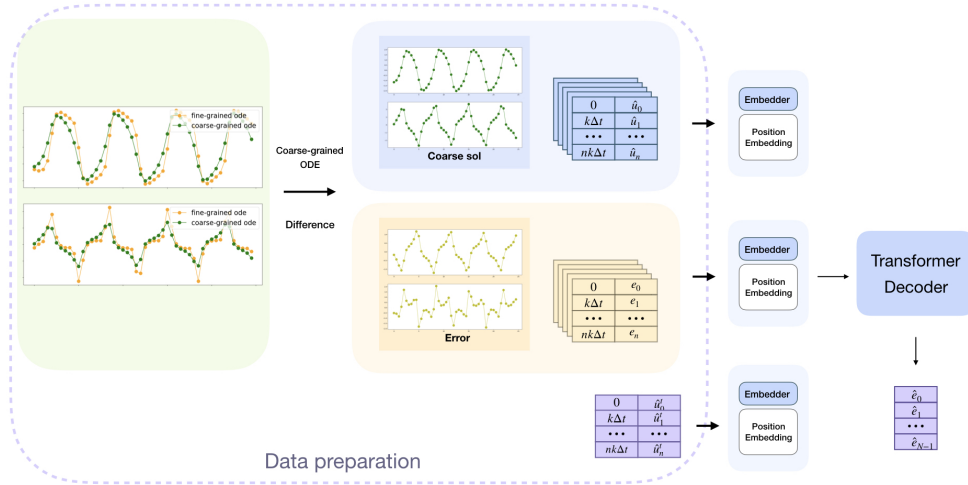 fine-grained ode
coarse-grained ode
fine-grained ode
coarse-grained ode
Coarse-grained
ODE
Difference
Coarse sol
0 û₀
kΔt û₁
••• •••
nkΔt ûₙ
Error
0 e₀
kΔt e₁
••• •••
nkΔt eₙ
0 û₀ᵗ
kΔt û₁ᵗ
••• •••
nkΔt ûₙᵗ
Data preparation
Embedder
Position
Embedding
Embedder
Position
Embedding
Embedder
Position
Embedding
Transformer
Decoder
ê₀
ê₁
•••
ê_{N−1}